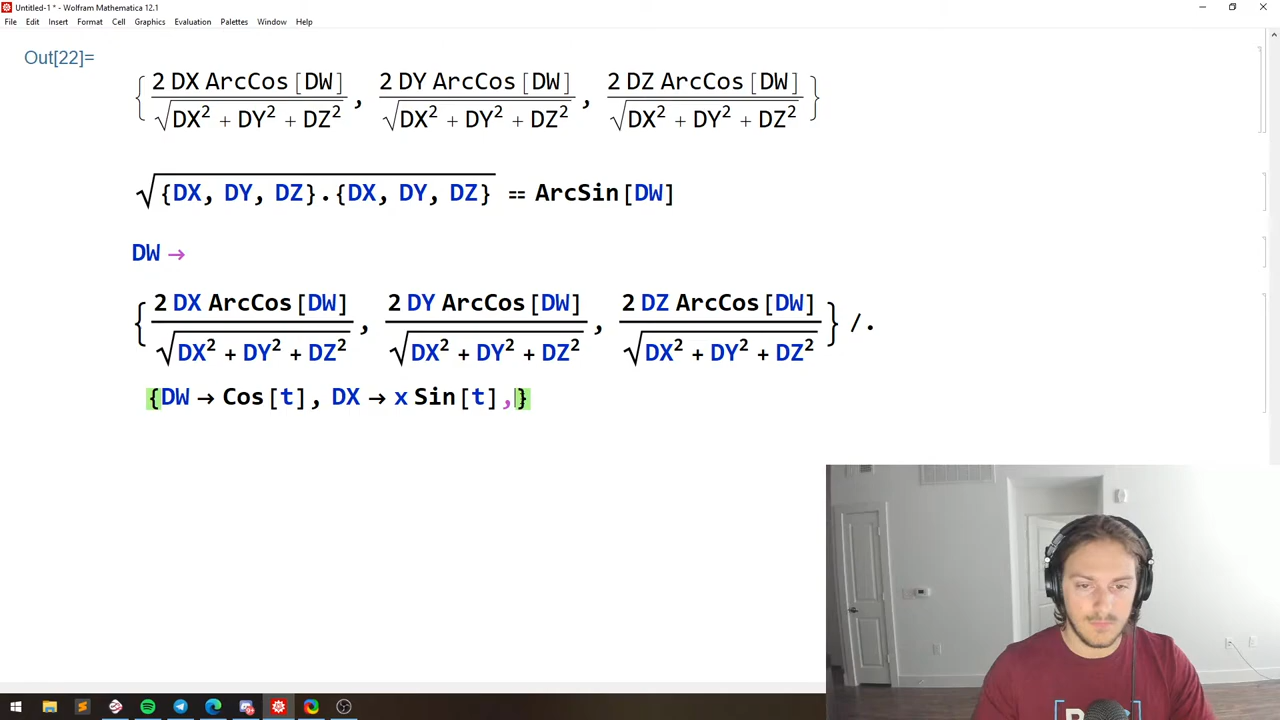 Untitled-1 * - Wolfram Mathematica 12.1
File Edit Insert Format Cell Graphics Evaluation Palettes Window Help
Out[22]=
{2 DX ArcCos[DW]/√(DX² + DY² + DZ²), 2 DY ArcCos[DW]/√(DX² + DY² + DZ²), 2 DZ ArcCos[DW]/√(DX² + DY² + DZ²)}
√({DX, DY, DZ}.{DX, DY, DZ}) == ArcSin[DW]
DW →
{2 DX ArcCos[DW]/√(DX² + DY² + DZ²), 2 DY ArcCos[DW]/√(DX² + DY² + DZ²), 2 DZ ArcCos[DW]/√(DX² + DY² + DZ²)} /.
{DW → Cos[t], DX → x Sin[t],}